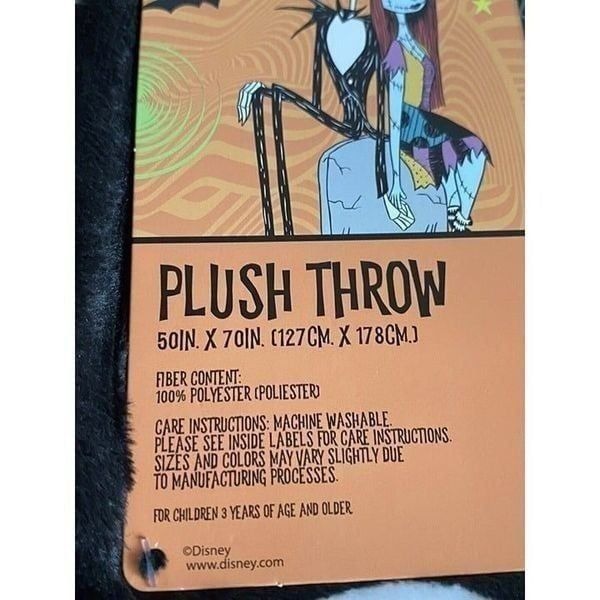 PLUSH THROW
50IN. X 70IN. (127CM. X 178CM.)
FIBER CONTENT:
100% POLYESTER (POLIESTER)
CARE INSTRUCTIONS: MACHINE WASHABLE.
PLEASE SEE INSIDE LABELS FOR CARE INSTRUCTIONS.
SIZES AND COLORS MAY VARY SLIGHTLY DUE
TO MANUFACTURING PROCESSES.
FOR CHILDREN 3 YEARS OF AGE AND OLDER
©Disney
www.disney.com